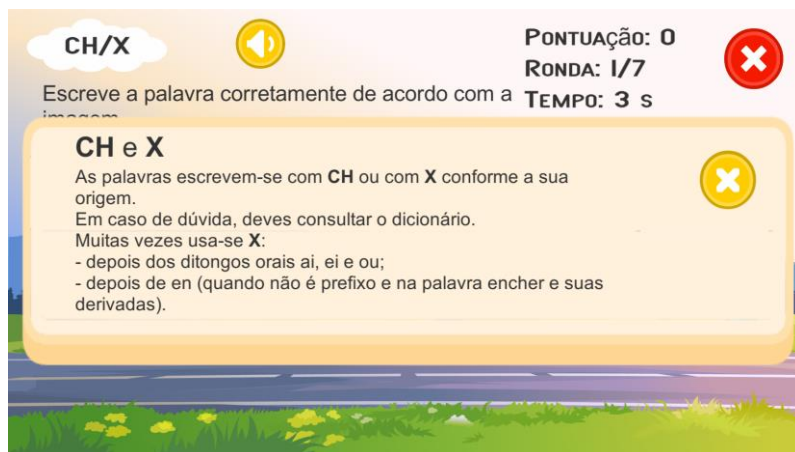 CH/X
PONTUAção: 0
RONDA: 1/7
Escreve a palavra corretamente de acordo com a
TEMPO: 3 S
imagem
CH e X
As palavras escrevem-se com CH ou com X conforme a sua
origem.
Em caso de dúvida, deves consultar o dicionário.
Muitas vezes usa-se X:
- depois dos ditongos orais ai, ei e ou;
- depois de en (quando não é prefixo e na palavra encher e suas
derivadas).